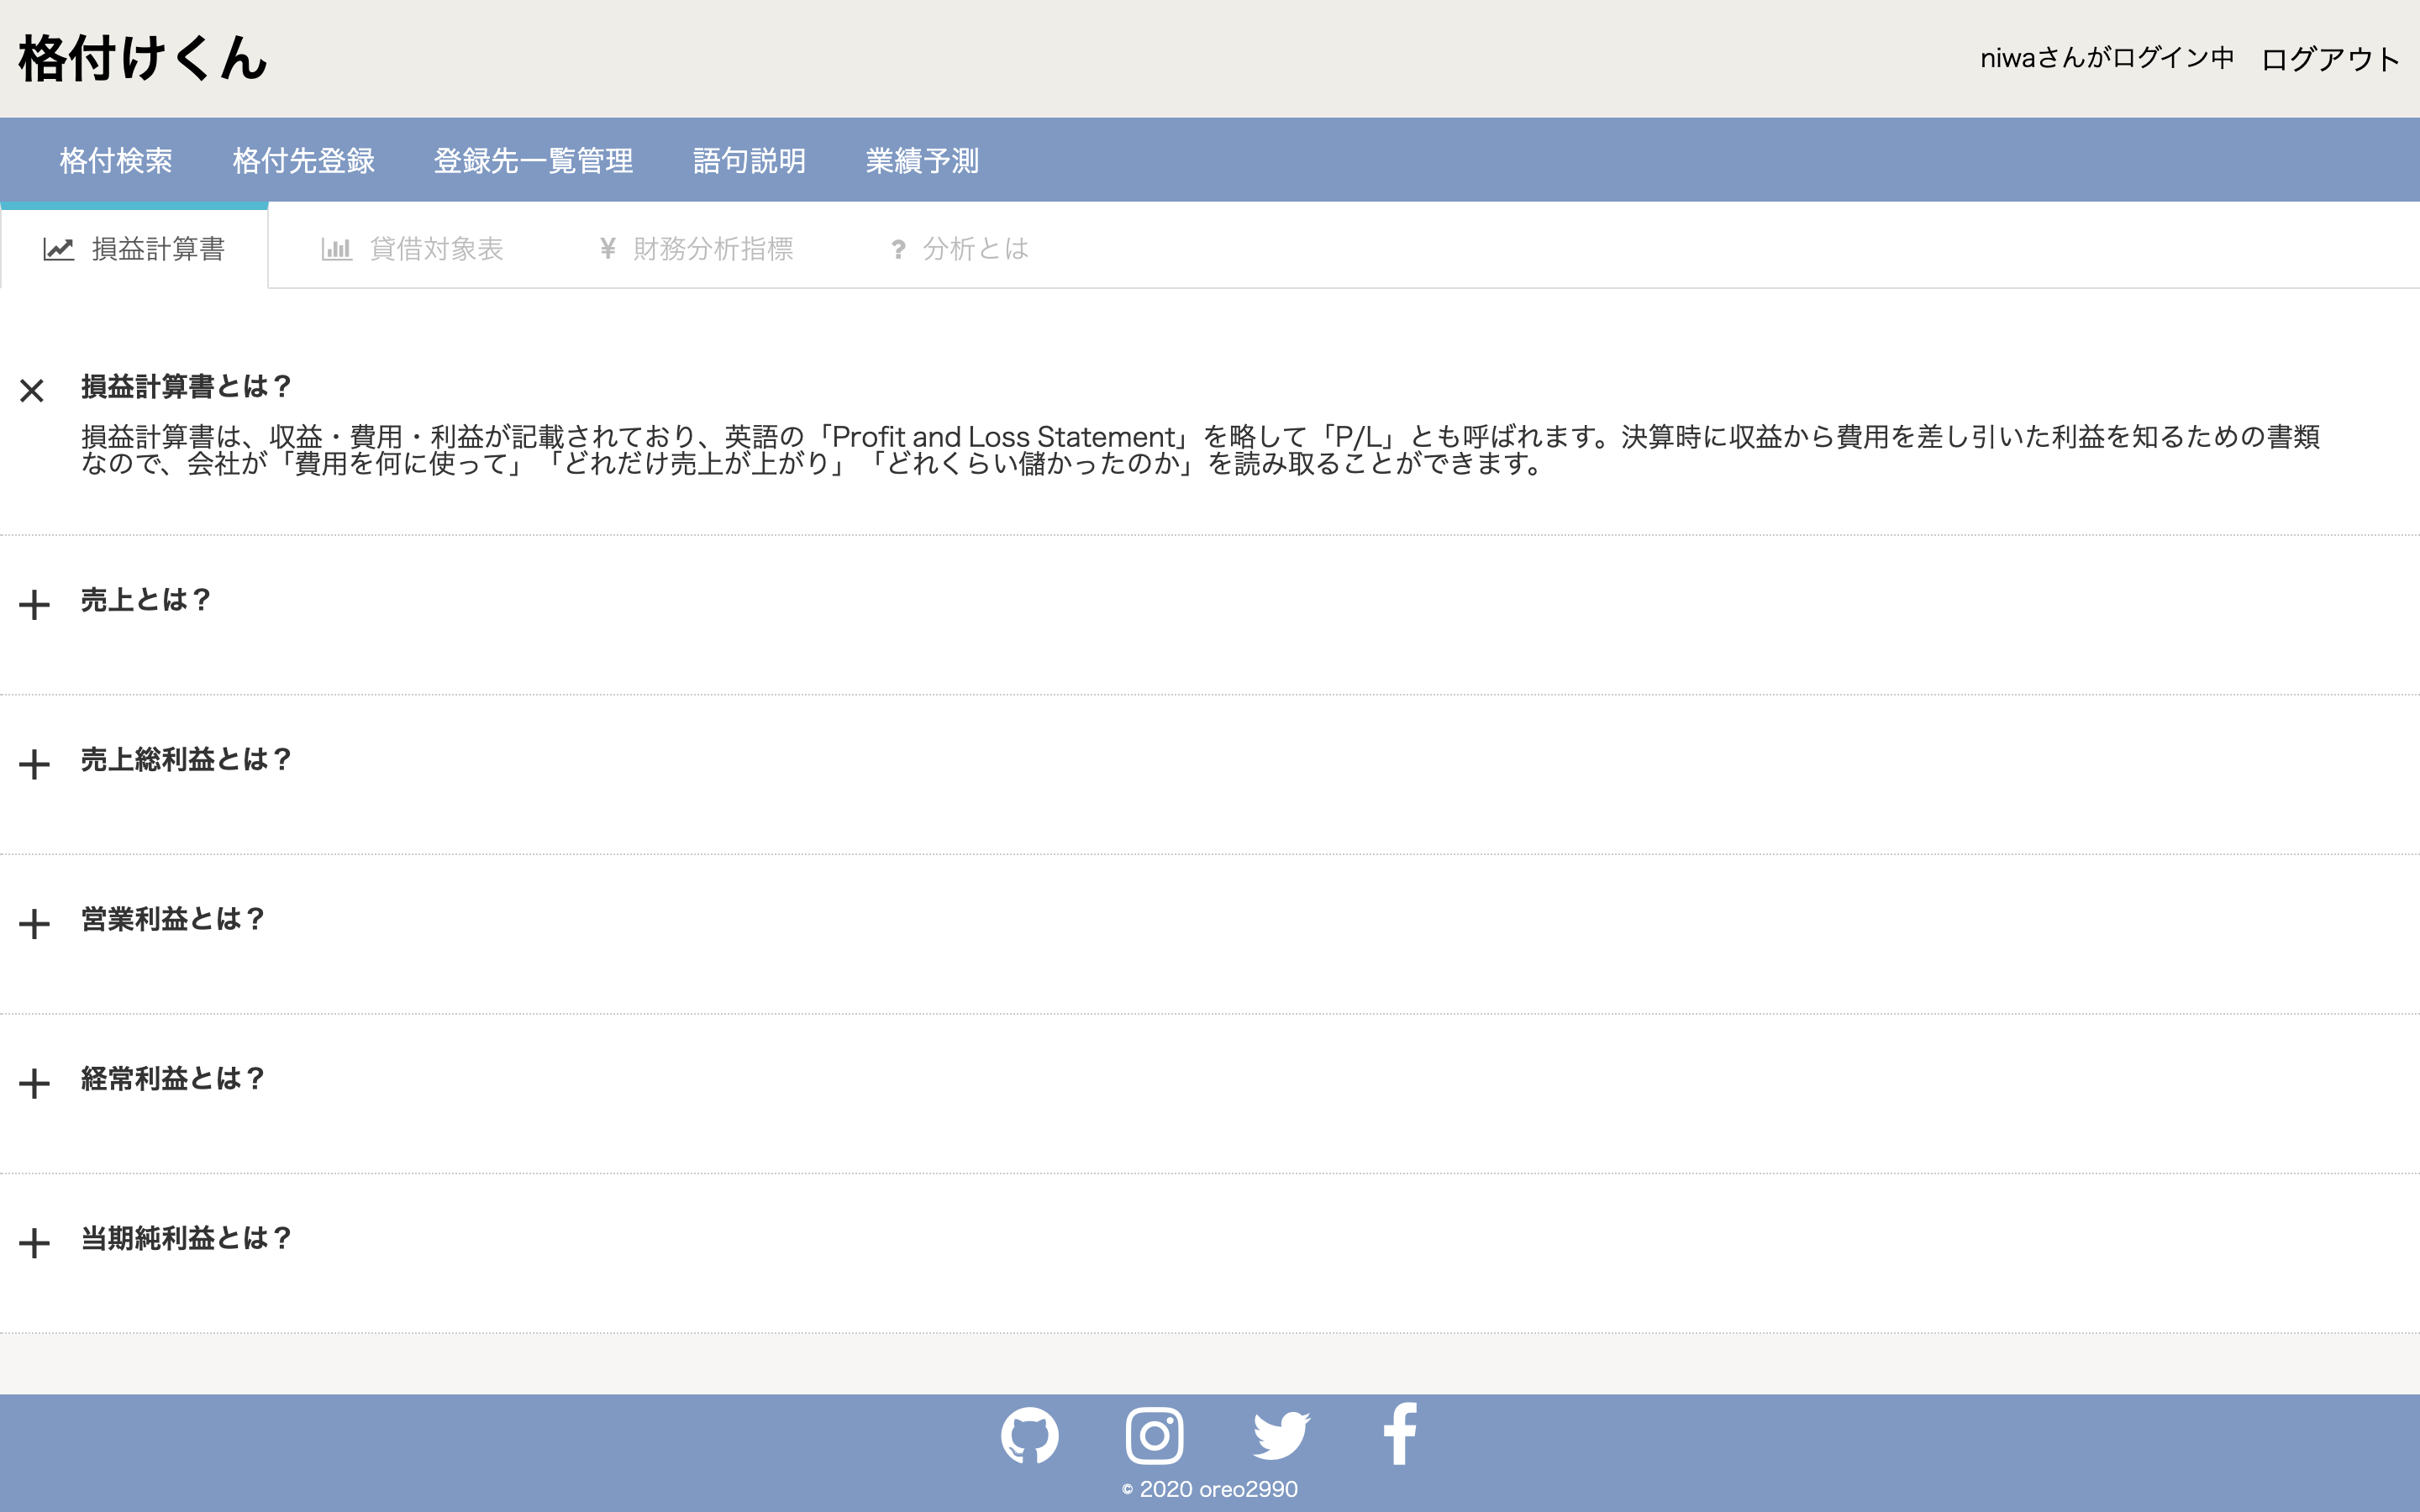 格付けくん
niwaさんがログイン中 ログアウト
格付検索 格付先登録 登録先一覧管理 語句説明 業績予測
損益計算書 貸借対象表 ¥ 財務分析指標 ? 分析とは
損益計算書とは？
損益計算書は、収益・費用・利益が記載されており、英語の「Profit and Loss Statement」を略して「P/L」とも呼ばれます。決算時に収益から費用を差し引いた利益を知るための書類
なので、会社が「費用を何に使って」「どれだけ売上が上がり」「どれくらい儲かったのか」を読み取ることができます。
売上とは？
売上総利益とは？
営業利益とは？
経常利益とは？
当期純利益とは？
© 2020 oreo2990